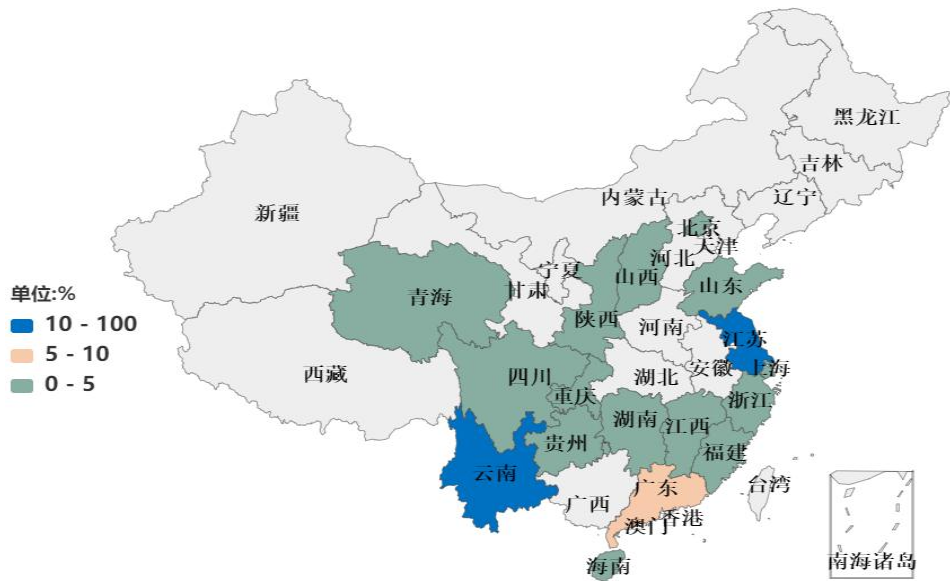 黑龙江
吉林
辽宁
内蒙古
新疆
北京
天津
河北
宁夏
山西
山东
青海
甘肃
单位:%
10 - 100
5 - 10
0 - 5
陕西
河南
江苏
西藏
四川
湖北
安徽
上海
重庆
浙江
湖南
江西
贵州
福建
云南
广西
广东
台湾
澳门
香港
海南
南海诸岛